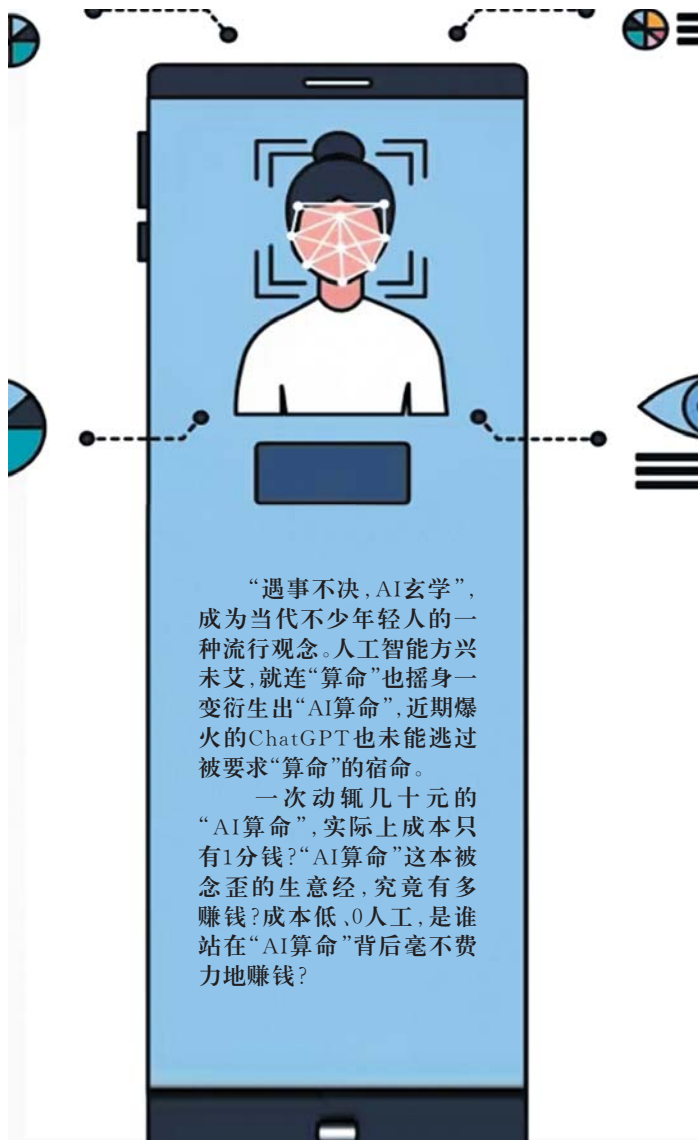 “遇事不决,AI玄学”,
成为当代不少年轻人的一
种流行观念。人工智能方兴
未艾,就连“算命”也摇身一
变衍生出“AI算命”,近期爆
火的ChatGPT也未能逃过
被要求“算命”的宿命。
一次动辄几十元的
“AI算命”,实际上成本只
有1分钱?“AI算命”这本被
念歪的生意经,究竟有多
赚钱?成本低、0人工,是谁
站在“AI算命”背后毫不费
力地赚钱?